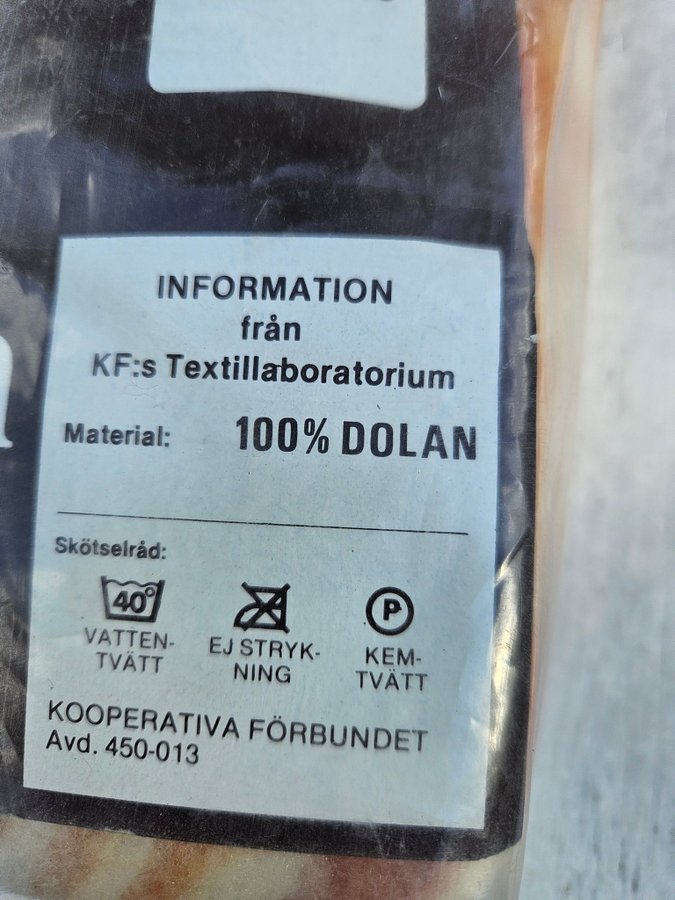 INFORMATION
från
KF:s Textillaboratorium
Material: 100% DOLAN
Skötselråd:
40°
VATTEN-
TVÄTT
EJ STRYK-
NING
P
KEM-
TVÄTT
KOOPERATIVA FÖRBUNDET
Avd. 450-013